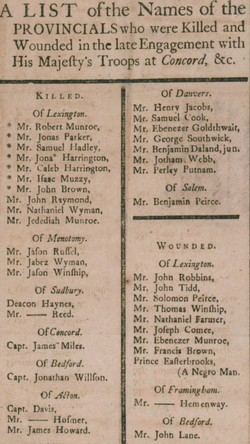 A LIST of the Names of the
PROVINCIALS who were Killed and
Wounded in the late Engagement with
His Majesty's Troops at Concord, &c.
KILLED.
Of Lexington.
* Mr. Robert Munroe,
* Mr. Jonas Parker,
* Mr. Samuel Hadley,
* Mr. Jonaⁿ Harrington,
* Mr. Caleb Harrington,
* Mr. Isaac Muzzy,
* Mr. John Brown,
Mr. John Raymond,
Mr. Nathaniel Wyman,
Mr. Jedediah Munroe.
Of Menotomy.
Mr. Jason Russel,
Mr. Jabez Wyman,
Mr. Jason Winship,
Of Sudbury.
Deacon Haynes,
Mr. —— Reed.
Of Concord.
Capt. James Miles.
Of Bedford.
Capt. Jonathan Willson.
Of Acton.
Capt. Davis,
Mr. —— Hosmer,
Mr. James Howard.
Of Danvers.
Mr. Henry Jacobs,
Mr. Samuel Cook,
Mr. Ebenezer Goldthwait,
Mr. George Southwick,
Mr. Benjamin Daland, jun.
Mr. Jotham Webb,
Mr. Perley Putnam.
Of Salem.
Mr. Benjamin Peirce.
WOUNDED.
Of Lexington.
Mr. John Robbins,
Mr. John Tidd,
Mr. Solomon Peirce,
Mr. Thomas Winship,
Mr. Nathaniel Farmer,
Mr. Joseph Comee,
Mr. Ebenezer Munroe,
Mr. Francis Brown,
Prince Easterbrooks,
(A Negro Man.
Of Framingham.
Mr. —— Hemenway.
Of Bedford.
Mr. John Lane.